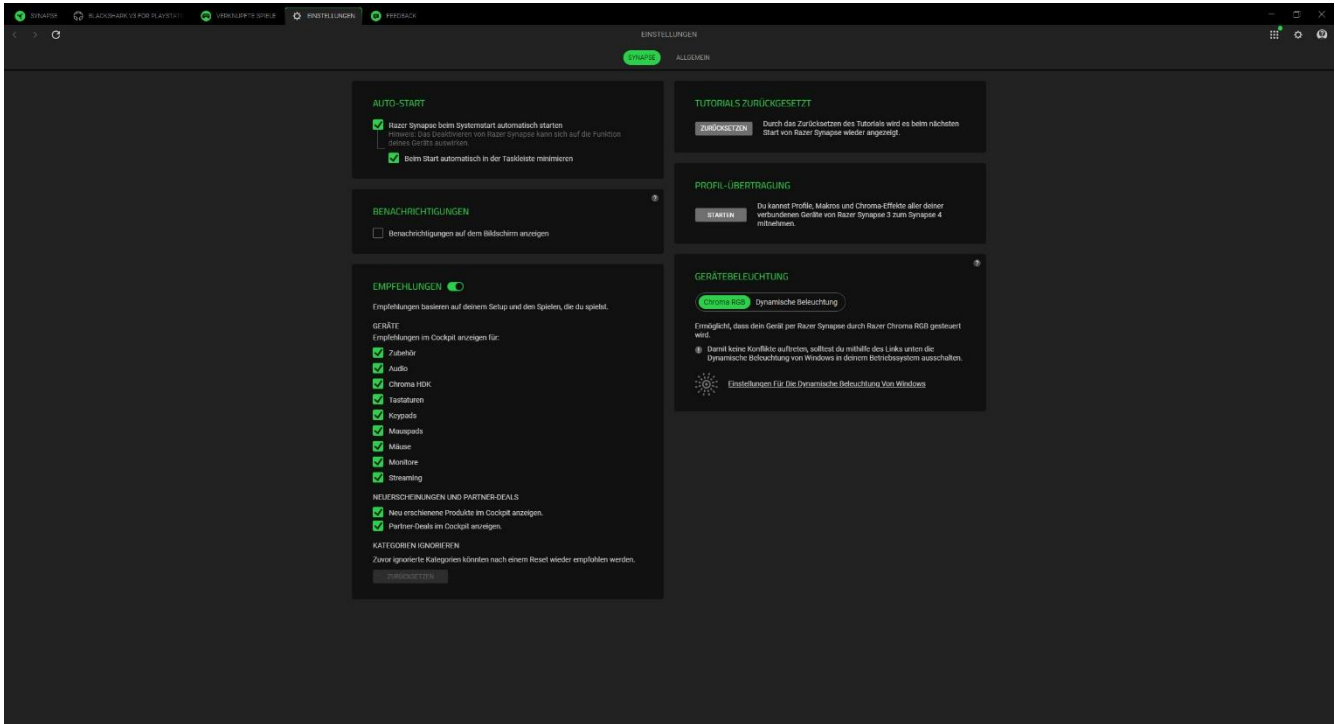 SYNAPSE
BLACKSHARK V3 FOR PLAYSTATI
VERKNÜPFTE SPIELE
EINSTELLUNGEN
FEEDBACK
EINSTELLUNGEN
SYNAPSE
ALLGEMEIN
AUTO-START
Razer Synapse beim Systemstart automatisch starten
Hinweis: Das Deaktivieren von Razer Synapse kann sich auf die Funktion
deines Geräts auswirken.
Beim Start automatisch in der Taskleiste minimieren
BENACHRICHTIGUNGEN
Benachrichtigungen auf dem Bildschirm anzeigen
EMPFEHLUNGEN
Empfehlungen basieren auf deinem Setup und den Spielen, die du spielst.
GERÄTE
Empfehlungen im Cockpit anzeigen für:
Zubehör
Audio
Chroma HDK
Tastaturen
Keypads
Mauspads
Mäuse
Monitore
Streaming
NEUERSCHEINUNGEN UND PARTNER-DEALS
Neu erschienene Produkte im Cockpit anzeigen.
Partner-Deals im Cockpit anzeigen.
KATEGORIEN IGNORIEREN
Zuvor ignorierte Kategorien könnten nach einem Reset wieder empfohlen werden.
ZURÜCKSETZEN
TUTORIALS ZURÜCKGESETZT
ZURÜCKSETZEN
Durch das Zurücksetzen des Tutorials wird es beim nächsten
Start von Razer Synapse wieder angezeigt.
PROFIL-ÜBERTRAGUNG
STARTEN
Du kannst Profile, Makros und Chroma-Effekte aller deiner
verbundenen Geräte von Razer Synapse 3 zum Synapse 4
mitnehmen.
GERÄTEBELEUCHTUNG
Chroma RGB
Dynamische Beleuchtung
Ermöglicht, dass dein Gerät per Razer Synapse durch Razer Chroma RGB gesteuert
wird.
Damit keine Konflikte auftreten, solltest du mithilfe des Links unten die
Dynamische Beleuchtung von Windows in deinem Betriebssystem ausschalten.
Einstellungen Für Die Dynamische Beleuchtung Von Windows